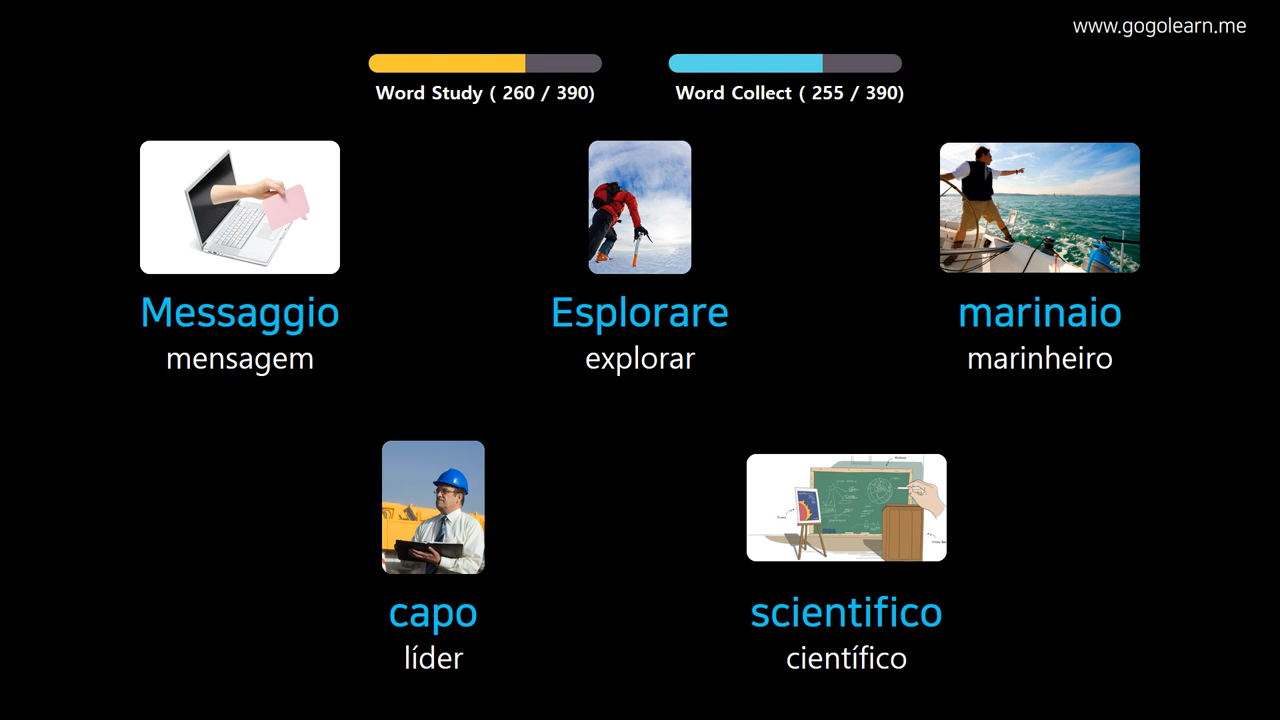 www.gogolearn.me
Word Study ( 260 / 390)
Word Collect ( 255 / 390)
Messaggio
mensagem
Esplorare
explorar
marinaio
marinheiro
capo
líder
scientifico
científico